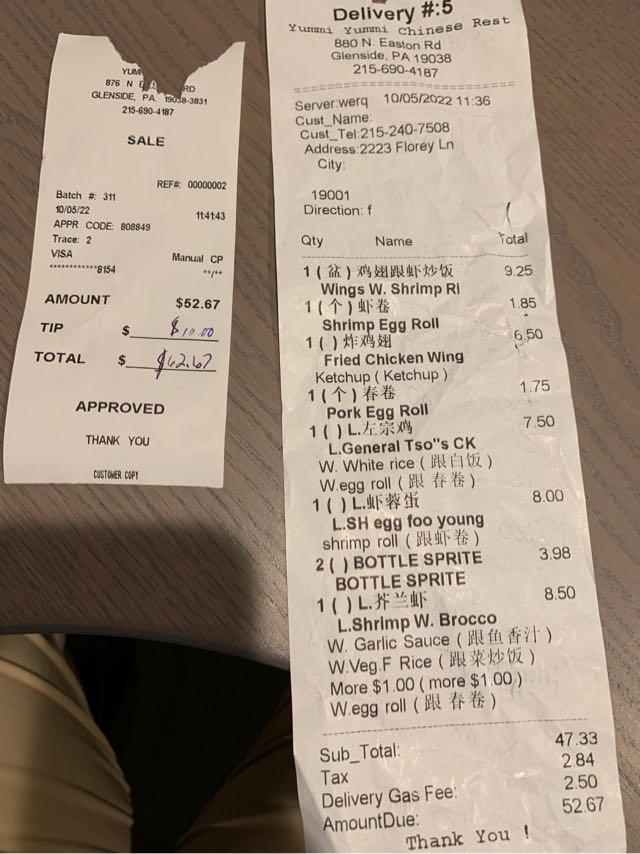 YUM
876 N E RD
GLENSIDE, PA 19038-3831
215-690-4187
SALE
REF#: 00000002
Batch #: 311
10/05/22 11:41:43
APPR CODE: 808849
Trace: 2
VISA Manual CP
************8154 **/**
AMOUNT $52.67
TIP $ $10.00
TOTAL $ $62.67
APPROVED
THANK YOU
CUSTOMER COPY
Delivery #:5
Yummi Yummi Chinese Rest
880 N. Easton Rd
Glenside, PA 19038
215-690-4187
Server:werq 10/05/2022 11:36
Cust_Name:
Cust_Tel:215-240-7508
Address:2223 Florey Ln
City:
19001
Direction: f
Qty Name Total
1 ( 盆 ) 鸡翅跟虾炒饭 9.25
Wings W. Shrimp Ri
1 ( 个 ) 虾卷 1.85
Shrimp Egg Roll
1 ( ) 炸鸡翅 6.50
Fried Chicken Wing
Ketchup ( Ketchup )
1 ( 个 ) 春卷 1.75
Pork Egg Roll
1 ( ) L.左宗鸡 7.50
L.General Tso"s CK
W. White rice ( 跟白饭 )
W.egg roll ( 跟 春卷 )
1 ( ) L.虾蓉蛋 8.00
L.SH egg foo young
shrimp roll ( 跟虾卷 )
2 ( ) BOTTLE SPRITE 3.98
BOTTLE SPRITE
1 ( ) L.芥兰虾 8.50
L.Shrimp W. Brocco
W. Garlic Sauce ( 跟鱼香汁 )
W.Veg.F Rice ( 跟菜炒饭 )
More $1.00 ( more $1.00 )
W.egg roll ( 跟 春卷 )
Sub_Total: 47.33
Tax 2.84
Delivery Gas Fee: 2.50
AmountDue: 52.67
Thank You !